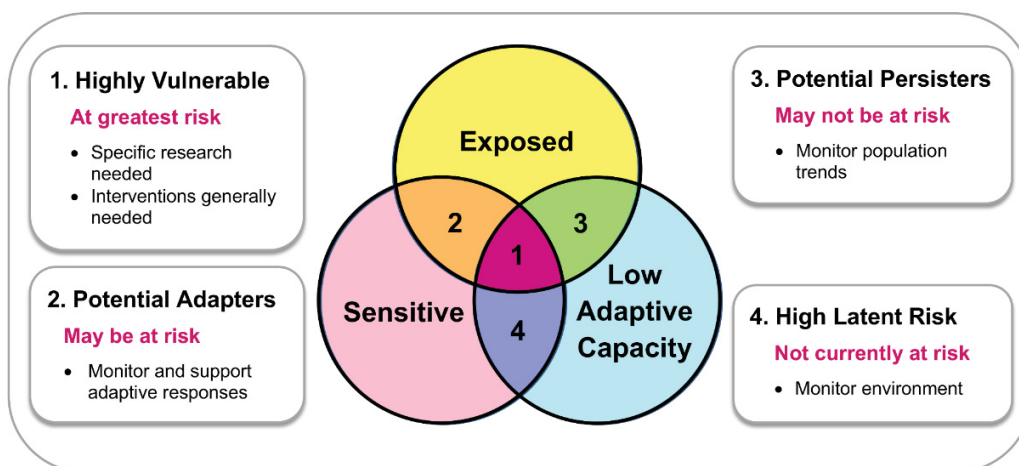 1. Highly Vulnerable
At greatest risk
• Specific research
needed
• Interventions generally
needed
2. Potential Adapters
May be at risk
• Monitor and support
adaptive responses
Exposed
2
3
1
Sensitive
4
Low
Adaptive
Capacity
3. Potential Persisters
May not be at risk
• Monitor population
trends
4. High Latent Risk
Not currently at risk
• Monitor environment